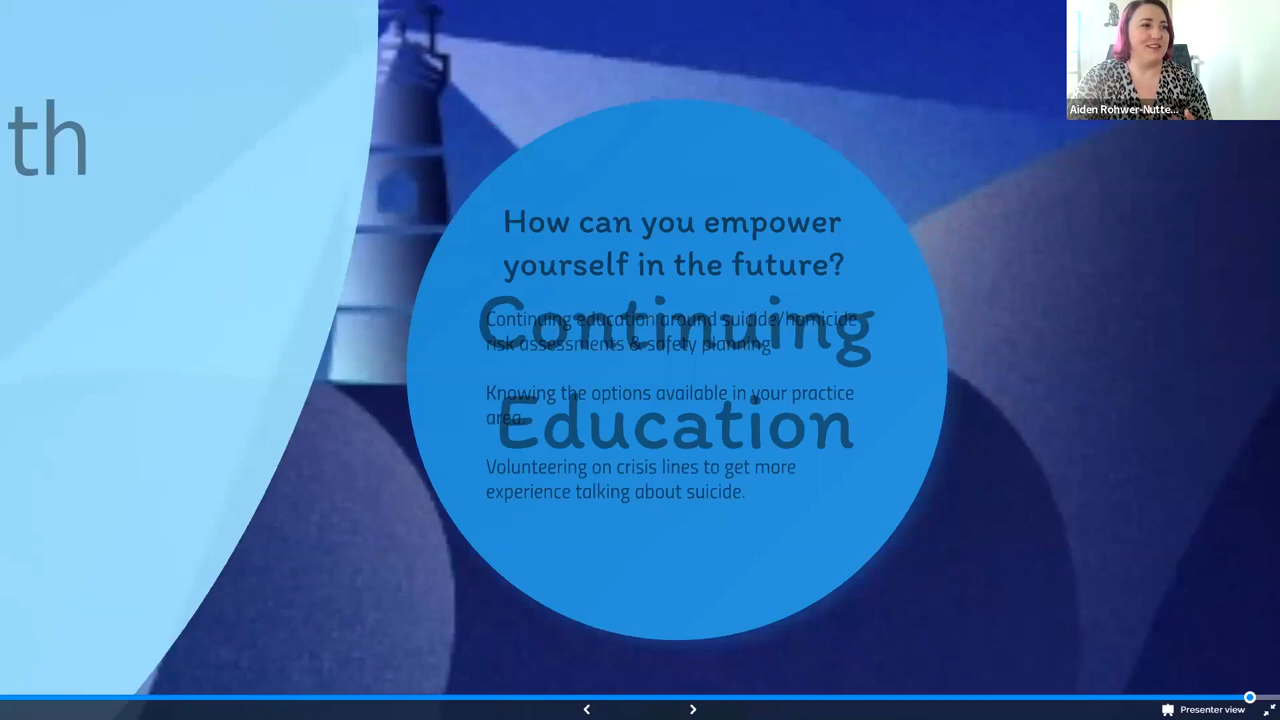 th
Aiden Rohwer-Nutte...
How can you empower
yourself in the future?
Continuing
Education
Continuing education around suicide/homicide
risk assessments & safety planning
Knowing the options available in your practice
area.
Volunteering on crisis lines to get more
experience talking about suicide.
Presenter view